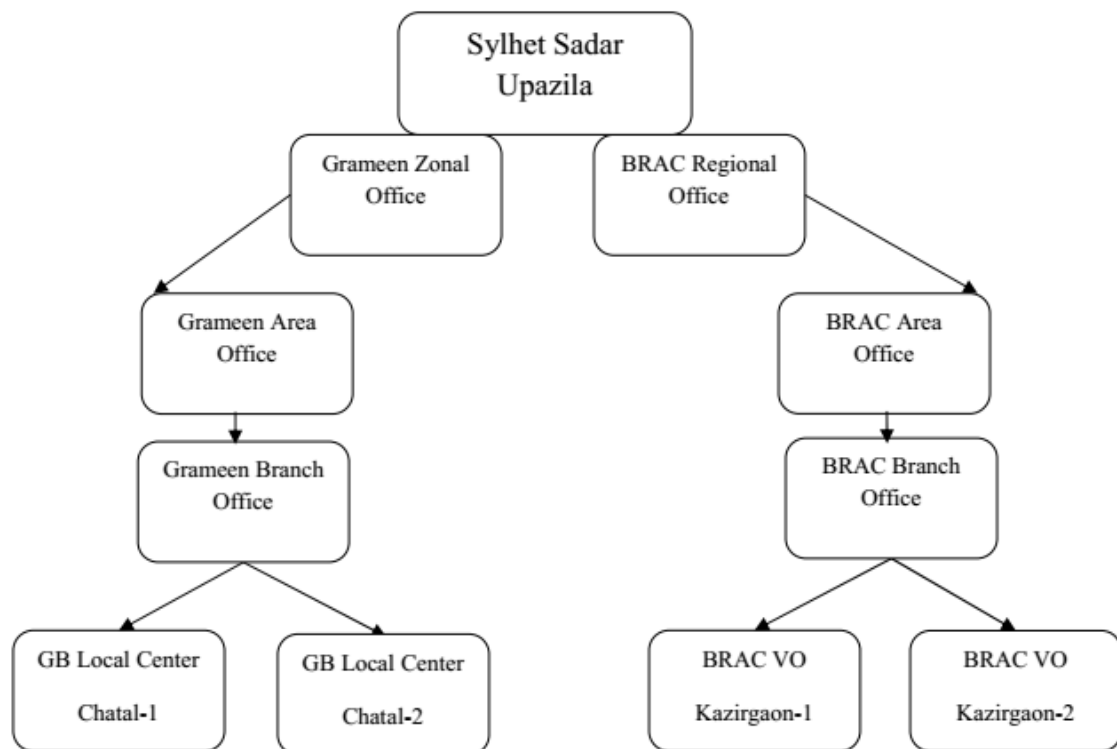 Sylhet Sadar
Upazila
Grameen Zonal
Office
BRAC Regional
Office
Grameen Area
Office
BRAC Area
Office
Grameen Branch
Office
BRAC Branch
Office
GB Local Center
Chatal-1
GB Local Center
Chatal-2
BRAC VO
Kazirgaon-1
BRAC VO
Kazirgaon-2